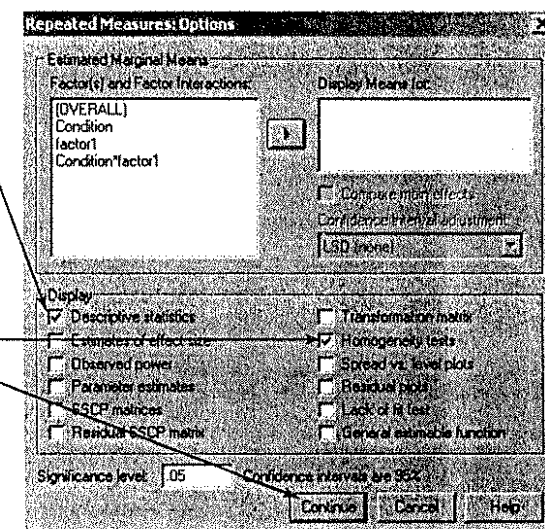 Repeated Measures: Options
Estimated Marginal Means
Factor(s) and Factor Interactions:
(OVERALL)
Condition
factor1
Condition*factor1
Display Means for:
Compare main effects
Confidence interval adjustment:
LSD (none)
Display
Descriptive statistics
Estimates of effect size
Observed power
Parameter estimates
SSCP matrices
Residual SSCP matrix
Transformation matrix
Homogeneity tests
Spread vs. level plots
Residual plots
Lack of fit test
General estimable function
Significance level: .05 Confidence intervals are 95%
Continue Cancel Help